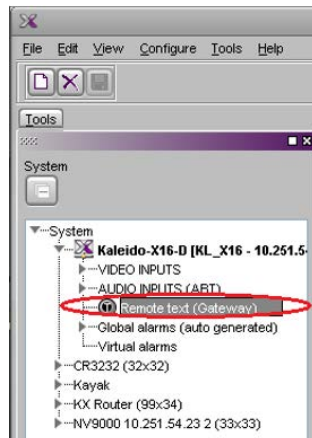 File Edit View Configure Tools Help
Tools
System
System
Kaleido-X16-D [KL_X16 - 10.251.5
VIDEO INPUTS
AUDIO INPUTS (ABT)
Remote text (Gateway)
Global alarms (auto generated)
Virtual alarms
CR3232 (32x32)
Kayak
KX Router (99x34)
NV9000 10.251.54.23 2 (33x33)